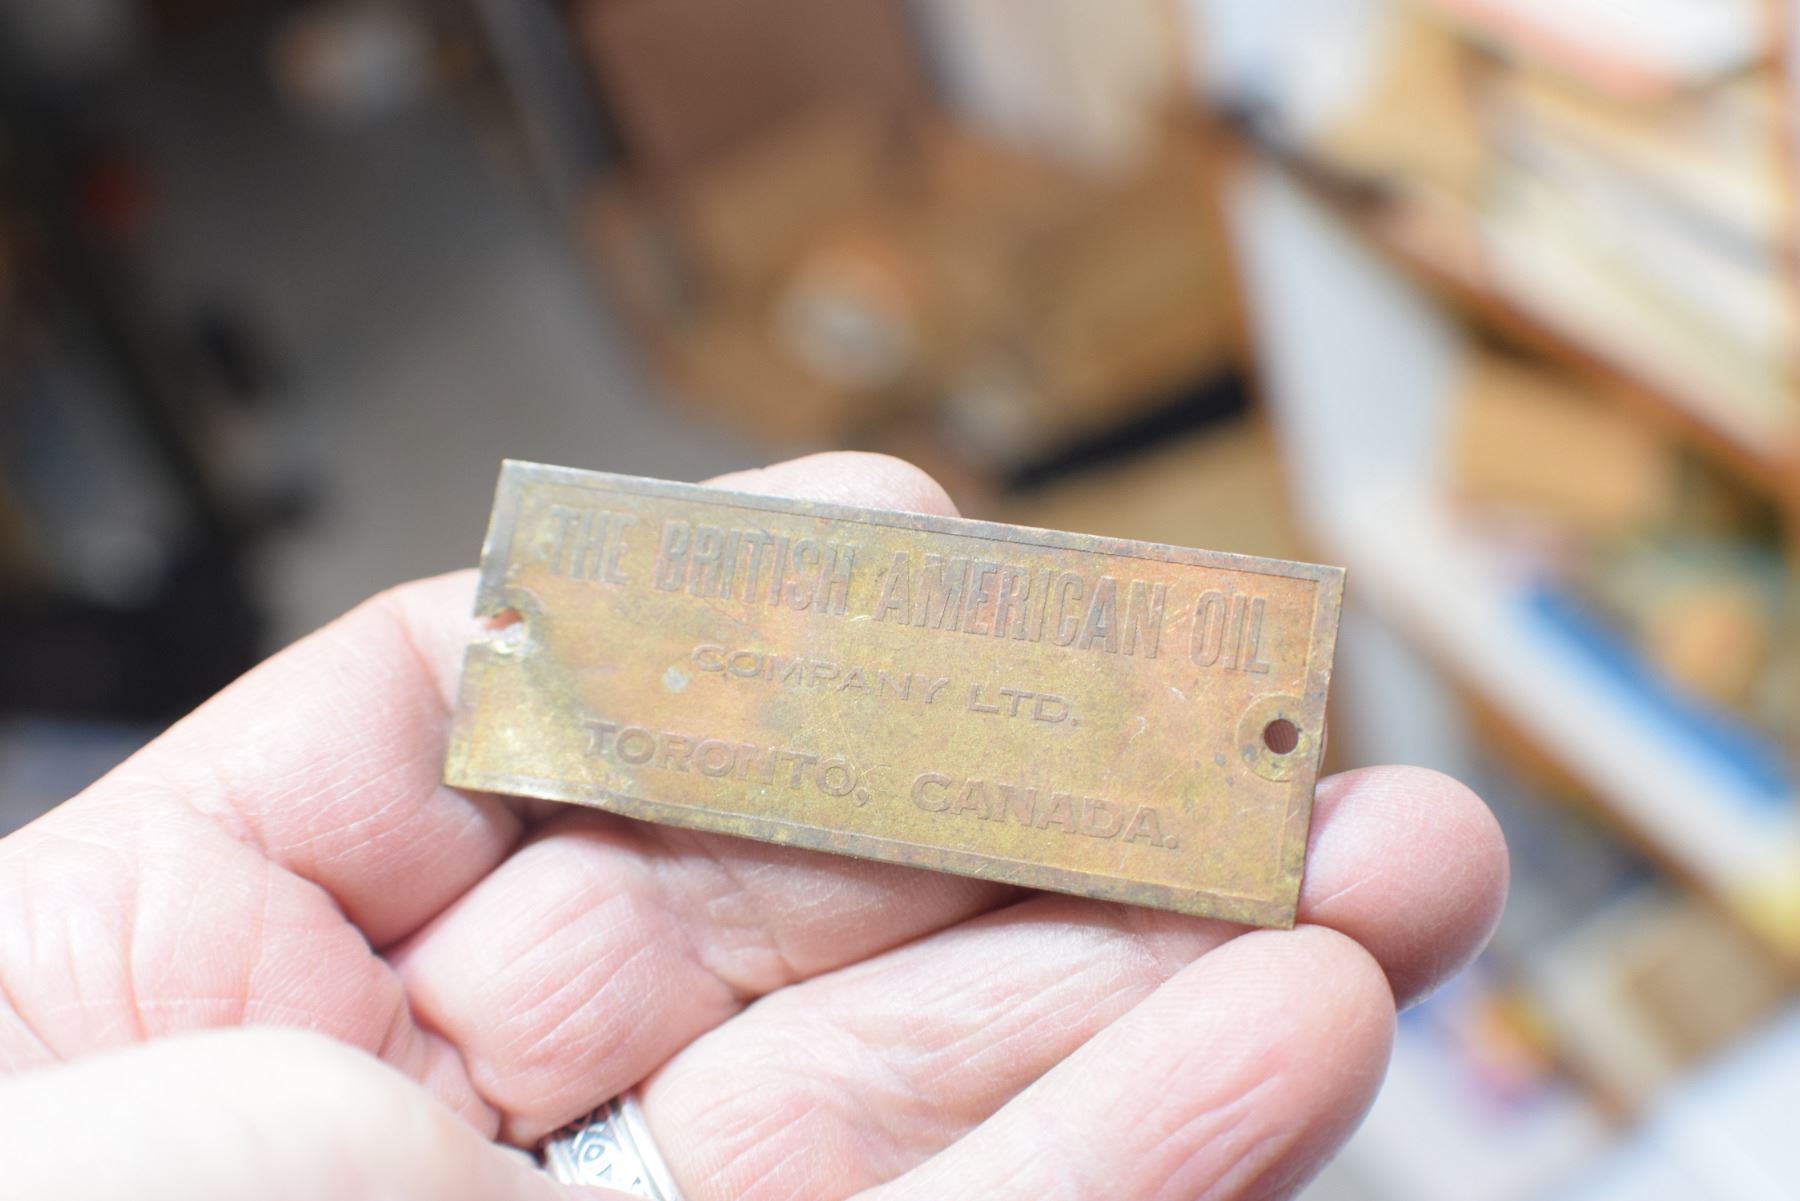 THE BRITISH AMERICAN OIL
COMPANY LTD.
TORONTO, CANADA.